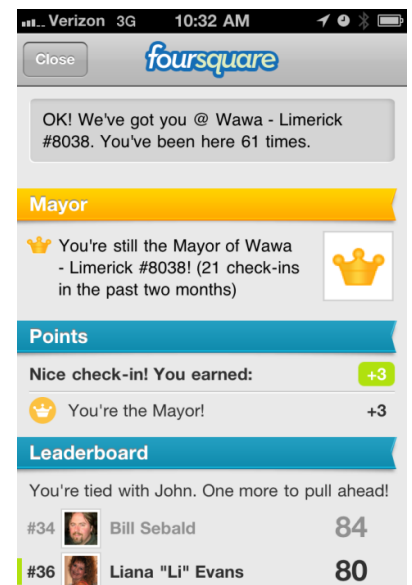 Verizon 3G 10:32 AM
Close foursquare
OK! We've got you @ Wawa - Limerick
#8038. You've been here 61 times.
Mayor
You're still the Mayor of Wawa
- Limerick #8038! (21 check-ins
in the past two months)
Points
Nice check-in! You earned: +3
You're the Mayor! +3
Leaderboard
You're tied with John. One more to pull ahead!
#34 Bill Sebald 84
#36 Liana "Li" Evans 80